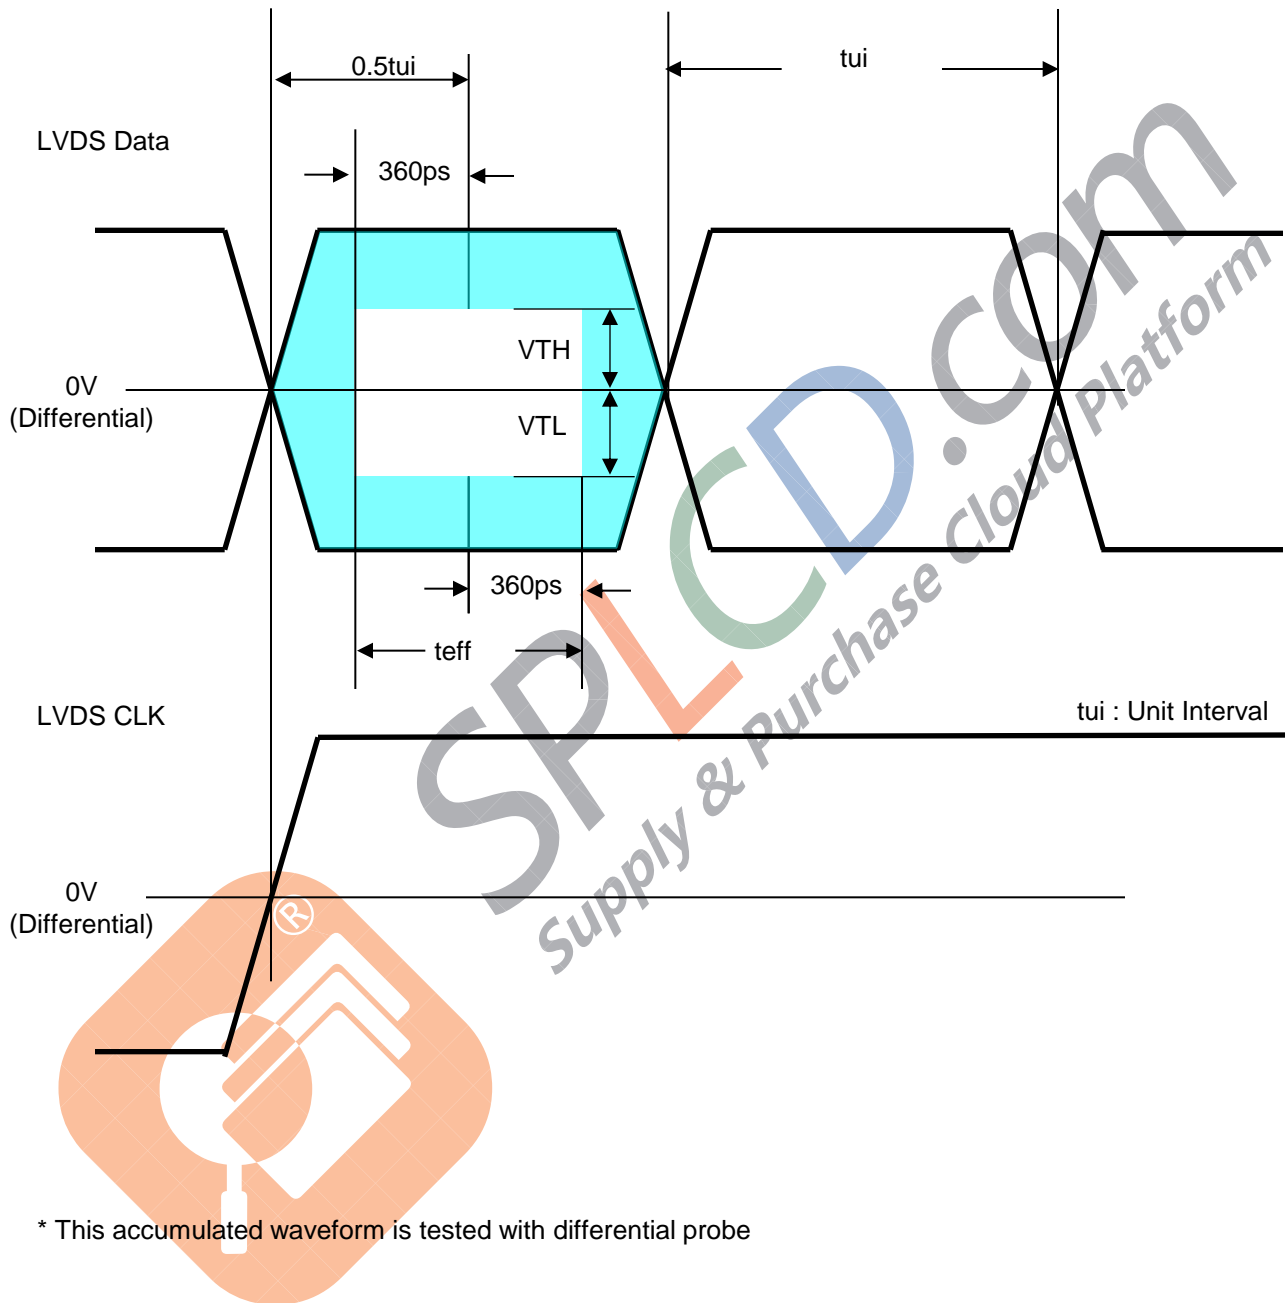 0.5tui
tui
LVDS Data
360ps
VTH
0V
(Differential)
VTL
360ps
teff
LVDS CLK
tui : Unit Interval
0V
(Differential)
®
SPLCD.com
Supply & Purchase Cloud Platform
* This accumulated waveform is tested with differential probe